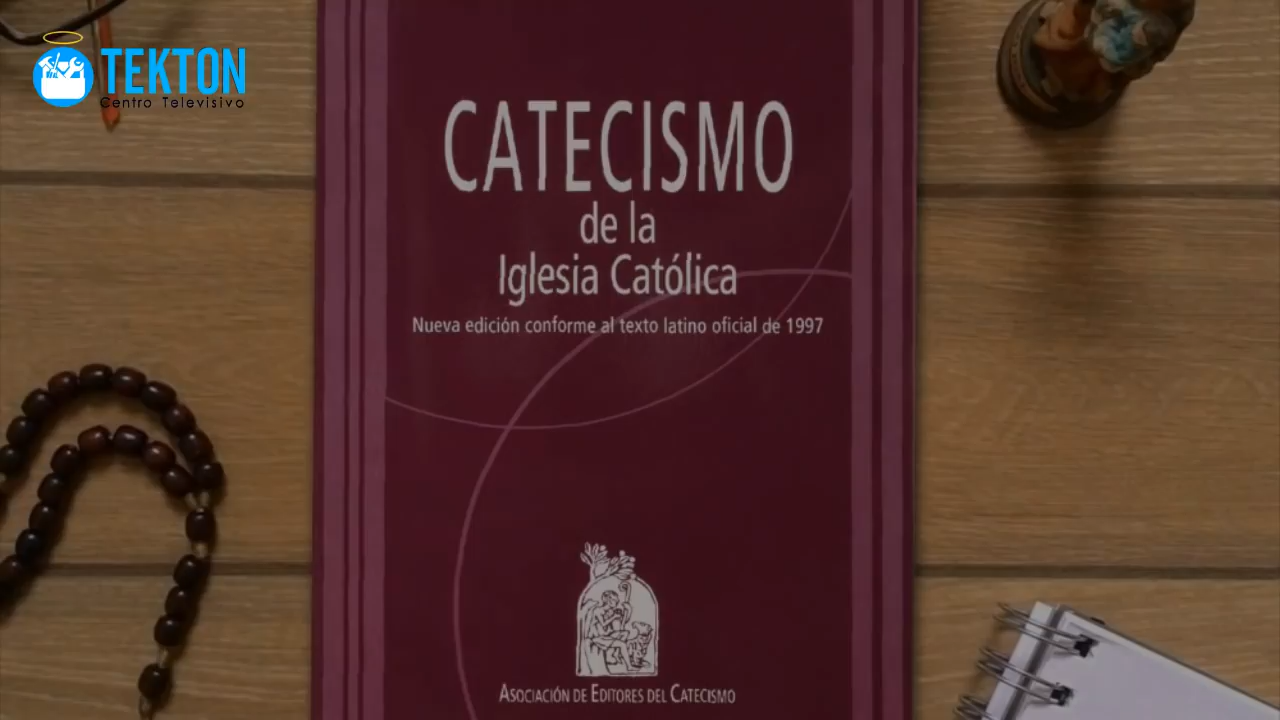 TEKTON
Centro Televisivo
CATECISMO
de la
Iglesia Católica
Nueva edición conforme al texto latino oficial de 1997
ASOCIACIÓN DE EDITORES DEL CATECISMO